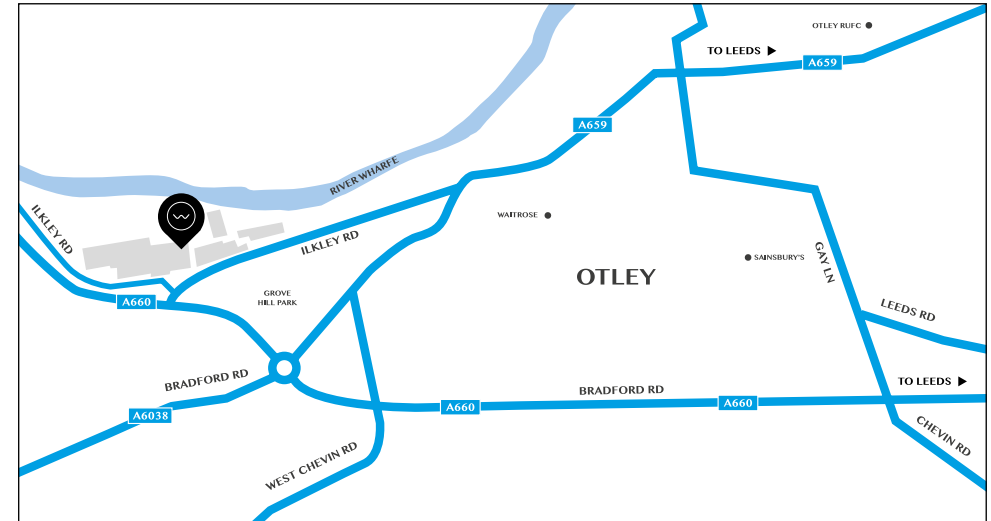 OTLEY RUFC
TO LEEDS
A659
A659
RIVER WHARFE
ILKLEY RD
WAITROSE
ILKLEY RD
GAY LN
SAINSBURY'S
OTLEY
GROVE
HILL PARK
A660
LEEDS RD
BRADFORD RD
TO LEEDS
BRADFORD RD
A660
A660
A6038
CHEVIN RD
WEST CHEVIN RD